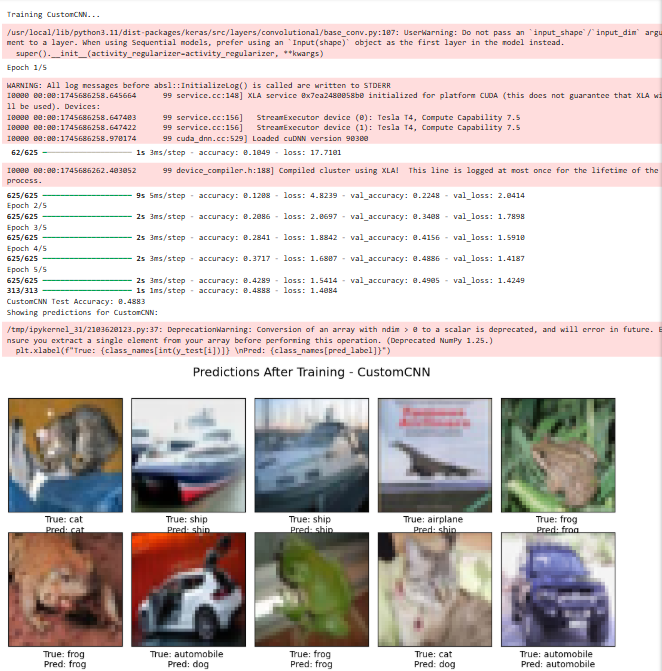 Training CustomCNN...
/usr/local/lib/python3.11/dist-packages/keras/src/layers/convolutional/base_conv.py:107: UserWarning: Do not pass an `input_shape`/`input_dim` argu
ment to a layer. When using Sequential models, prefer using an `Input(shape)` object as the first layer in the model instead.
super().__init__(activity_regularizer=activity_regularizer, **kwargs)
Epoch 1/5
WARNING: All log messages before absl::InitializeLog() is called are written to STDERR
I0000 00:00:1745686258.645664 99 service.cc:148] XLA service 0x7ea2480058b0 initialized for platform CUDA (this does not guarantee that XLA wi
ll be used). Devices:
I0000 00:00:1745686258.647403 99 service.cc:156] StreamExecutor device (0): Tesla T4, Compute Capability 7.5
I0000 00:00:1745686258.647422 99 service.cc:156] StreamExecutor device (1): Tesla T4, Compute Capability 7.5
I0000 00:00:1745686258.970174 99 cuda_dnn.cc:529] Loaded cuDNN version 90300
62/625 1s 3ms/step - accuracy: 0.1049 - loss: 17.7101
I0000 00:00:1745686262.403052 99 device_compiler.h:188] Compiled cluster using XLA! This line is logged at most once for the lifetime of the
process.
625/625 9s 5ms/step - accuracy: 0.1208 - loss: 4.8239 - val_accuracy: 0.2248 - val_loss: 2.0414
Epoch 2/5
625/625 2s 3ms/step - accuracy: 0.2086 - loss: 2.0697 - val_accuracy: 0.3408 - val_loss: 1.7898
Epoch 3/5
625/625 2s 3ms/step - accuracy: 0.2841 - loss: 1.8842 - val_accuracy: 0.4156 - val_loss: 1.5910
Epoch 4/5
625/625 2s 3ms/step - accuracy: 0.3717 - loss: 1.6807 - val_accuracy: 0.4886 - val_loss: 1.4187
Epoch 5/5
625/625 2s 3ms/step - accuracy: 0.4289 - loss: 1.5414 - val_accuracy: 0.4905 - val_loss: 1.4249
313/313 1s 1ms/step - accuracy: 0.4888 - loss: 1.4084
CustomCNN Test Accuracy: 0.4883
Showing predictions for CustomCNN:
/tmp/ipykernel_31/2103620123.py:37: DeprecationWarning: Conversion of an array with ndim > 0 to a scalar is deprecated, and will error in future. E
nsure you extract a single element from your array before performing this operation. (Deprecated NumPy 1.25.)
plt.xlabel(f"True: {class_names[int(y_test[i])]} \nPred: {class_names[pred_label]}")
Predictions After Training - CustomCNN
True: cat
Pred: cat
True: ship
Pred: ship
True: ship
Pred: ship
True: airplane
Pred: ship
True: frog
Pred: frog
True: frog
Pred: frog
True: automobile
Pred: dog
True: frog
Pred: frog
True: cat
Pred: dog
True: automobile
Pred: automobile